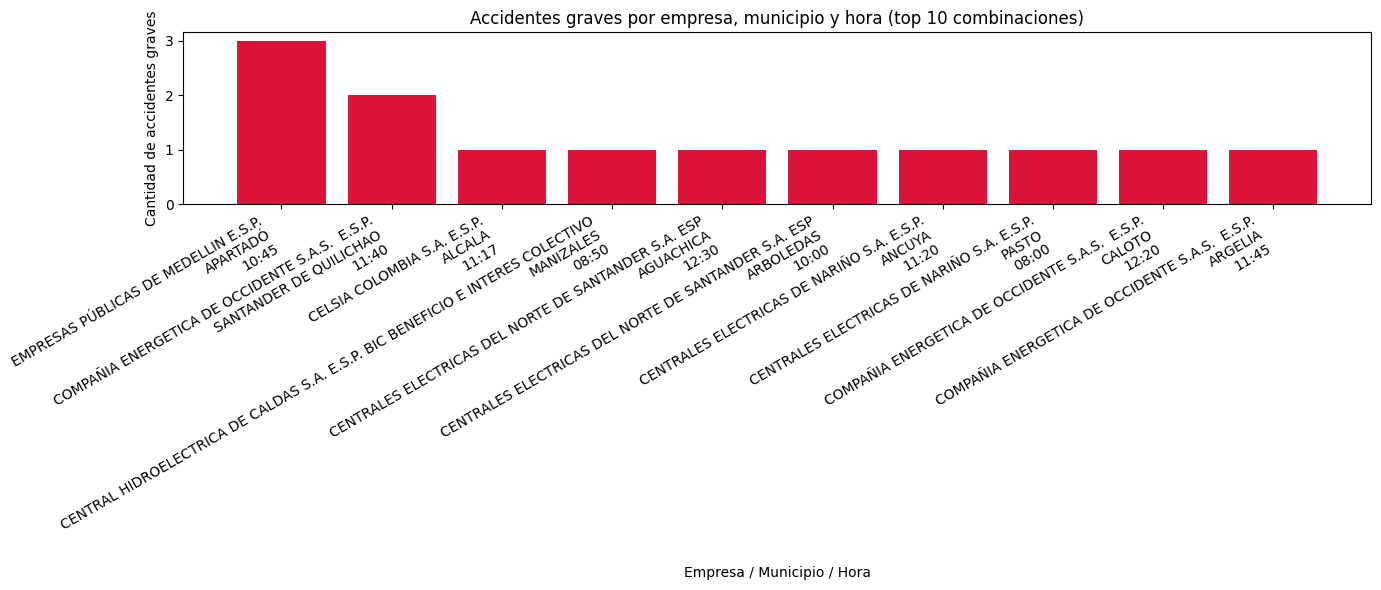 Accidentes graves por empresa, municipio y hora (top 10 combinaciones)
Cantidad de accidentes graves
3
2
1
0
EMPRESAS PÚBLICAS DE MEDELLIN E.S.P.
APARTADÓ
10:45
COMPAÑIA ENERGETICA DE OCCIDENTE S.A.S.  E.S.P.
SANTANDER DE QUILICHAO
11:40
CELSIA COLOMBIA S.A. E.S.P.
ALCALA
11:17
CENTRAL HIDROELECTRICA DE CALDAS S.A. E.S.P. BIC BENEFICIO E INTERES COLECTIVO
MANIZALES
08:50
CENTRALES ELECTRICAS DEL NORTE DE SANTANDER S.A. ESP
AGUACHICA
12:30
CENTRALES ELECTRICAS DEL NORTE DE SANTANDER S.A. ESP
ARBOLEDAS
10:00
CENTRALES ELECTRICAS DE NARIÑO S.A. E.S.P.
ANCUYA
11:20
CENTRALES ELECTRICAS DE NARIÑO S.A. E.S.P.
PASTO
08:00
COMPAÑIA ENERGETICA DE OCCIDENTE S.A.S.  E.S.P.
CALOTO
12:20
COMPAÑIA ENERGETICA DE OCCIDENTE S.A.S.  E.S.P.
ARGELIA
11:45
Empresa / Municipio / Hora